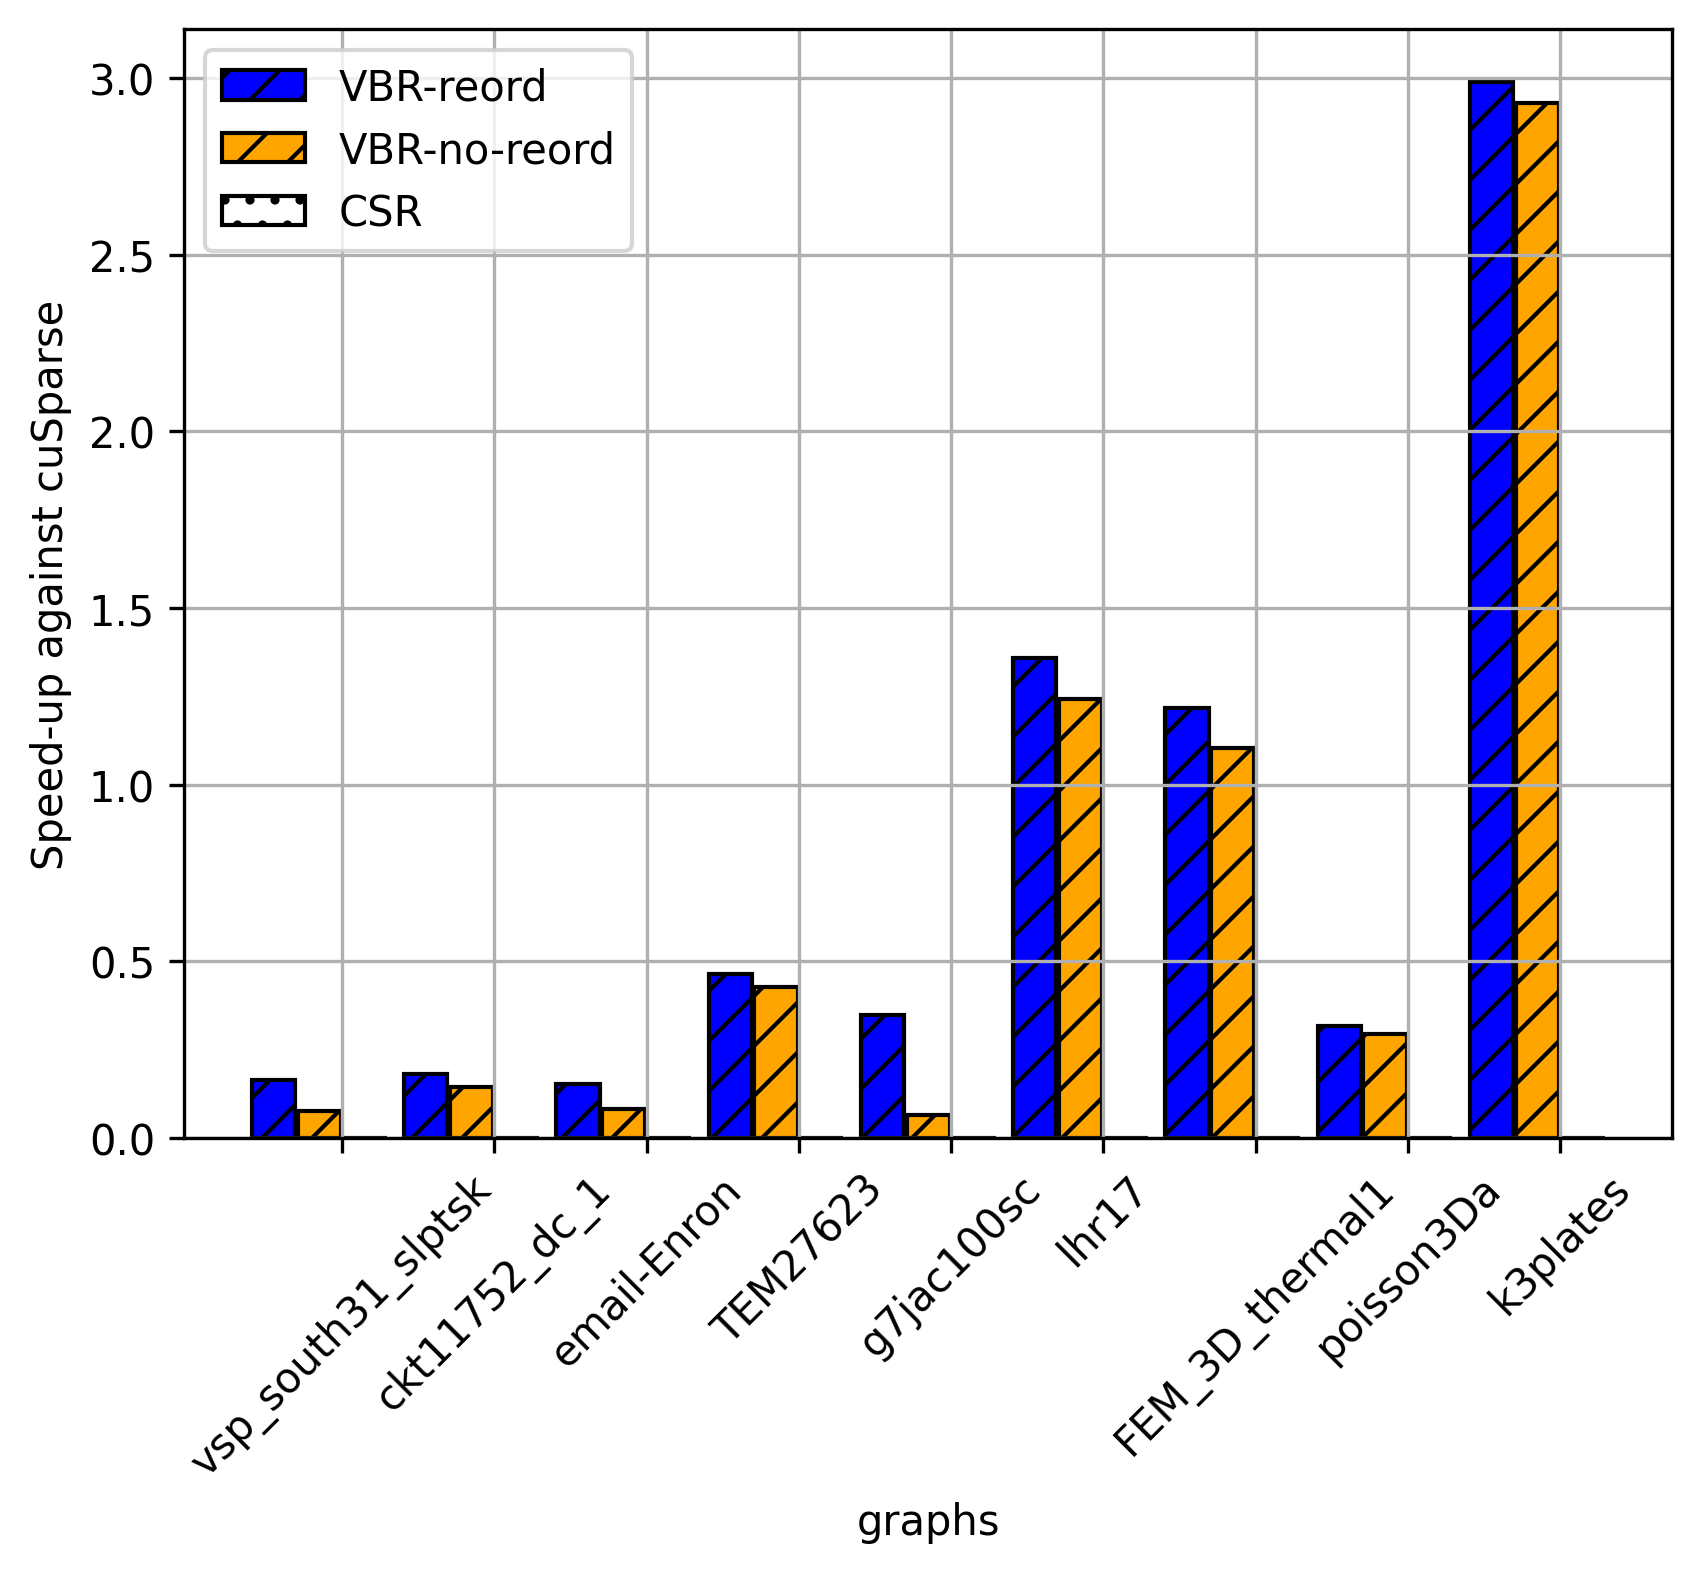 VBR-reord
VBR-no-reord
CSR
Speed-up against cuSparse
3.0
2.5
2.0
1.5
1.0
0.5
0.0
vsp_south31_slptsk
ckt11752_dc_1
email-Enron
TEM27623
g7jac100sc
lhr17
FEM_3D_thermal1
poisson3Da
k3plates
graphs